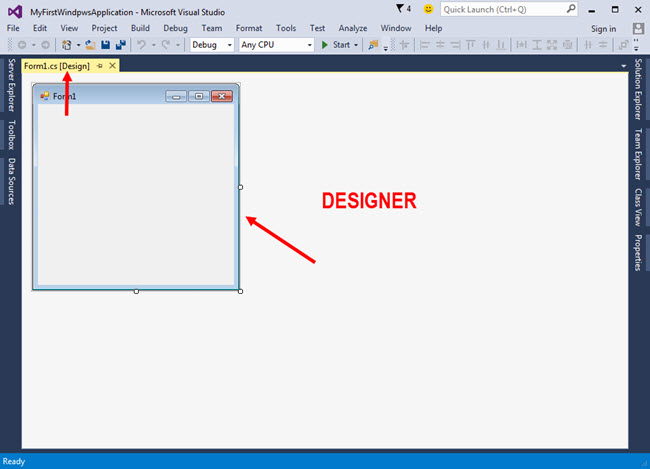 MyFirstWindpwsApplication - Microsoft Visual Studio
4
Quick Launch (Ctrl+Q)
File Edit View Project Build Debug Team Format Tools Test Analyze Window Help
Sign in
Debug Any CPU Start
Form1.cs [Design]
Server Explorer
Toolbox
Data Sources
Form1
DESIGNER
Solution Explorer
Team Explorer
Class View
Properties
Ready